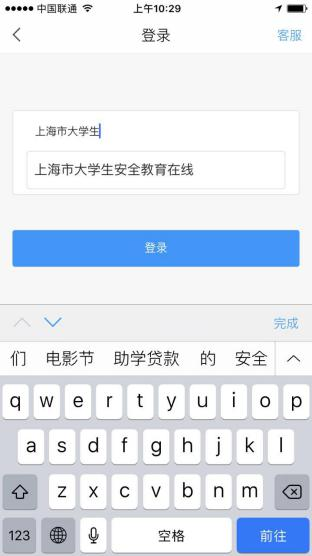 中国联通 上午10:29
登录 客服
上海市大学生
上海市大学生安全教育在线
登录
完成
们 电影节 助学贷款 的 安全
q w e r t y u i o p
a s d f g h j k l
z x c v b n m
123 空格 前往